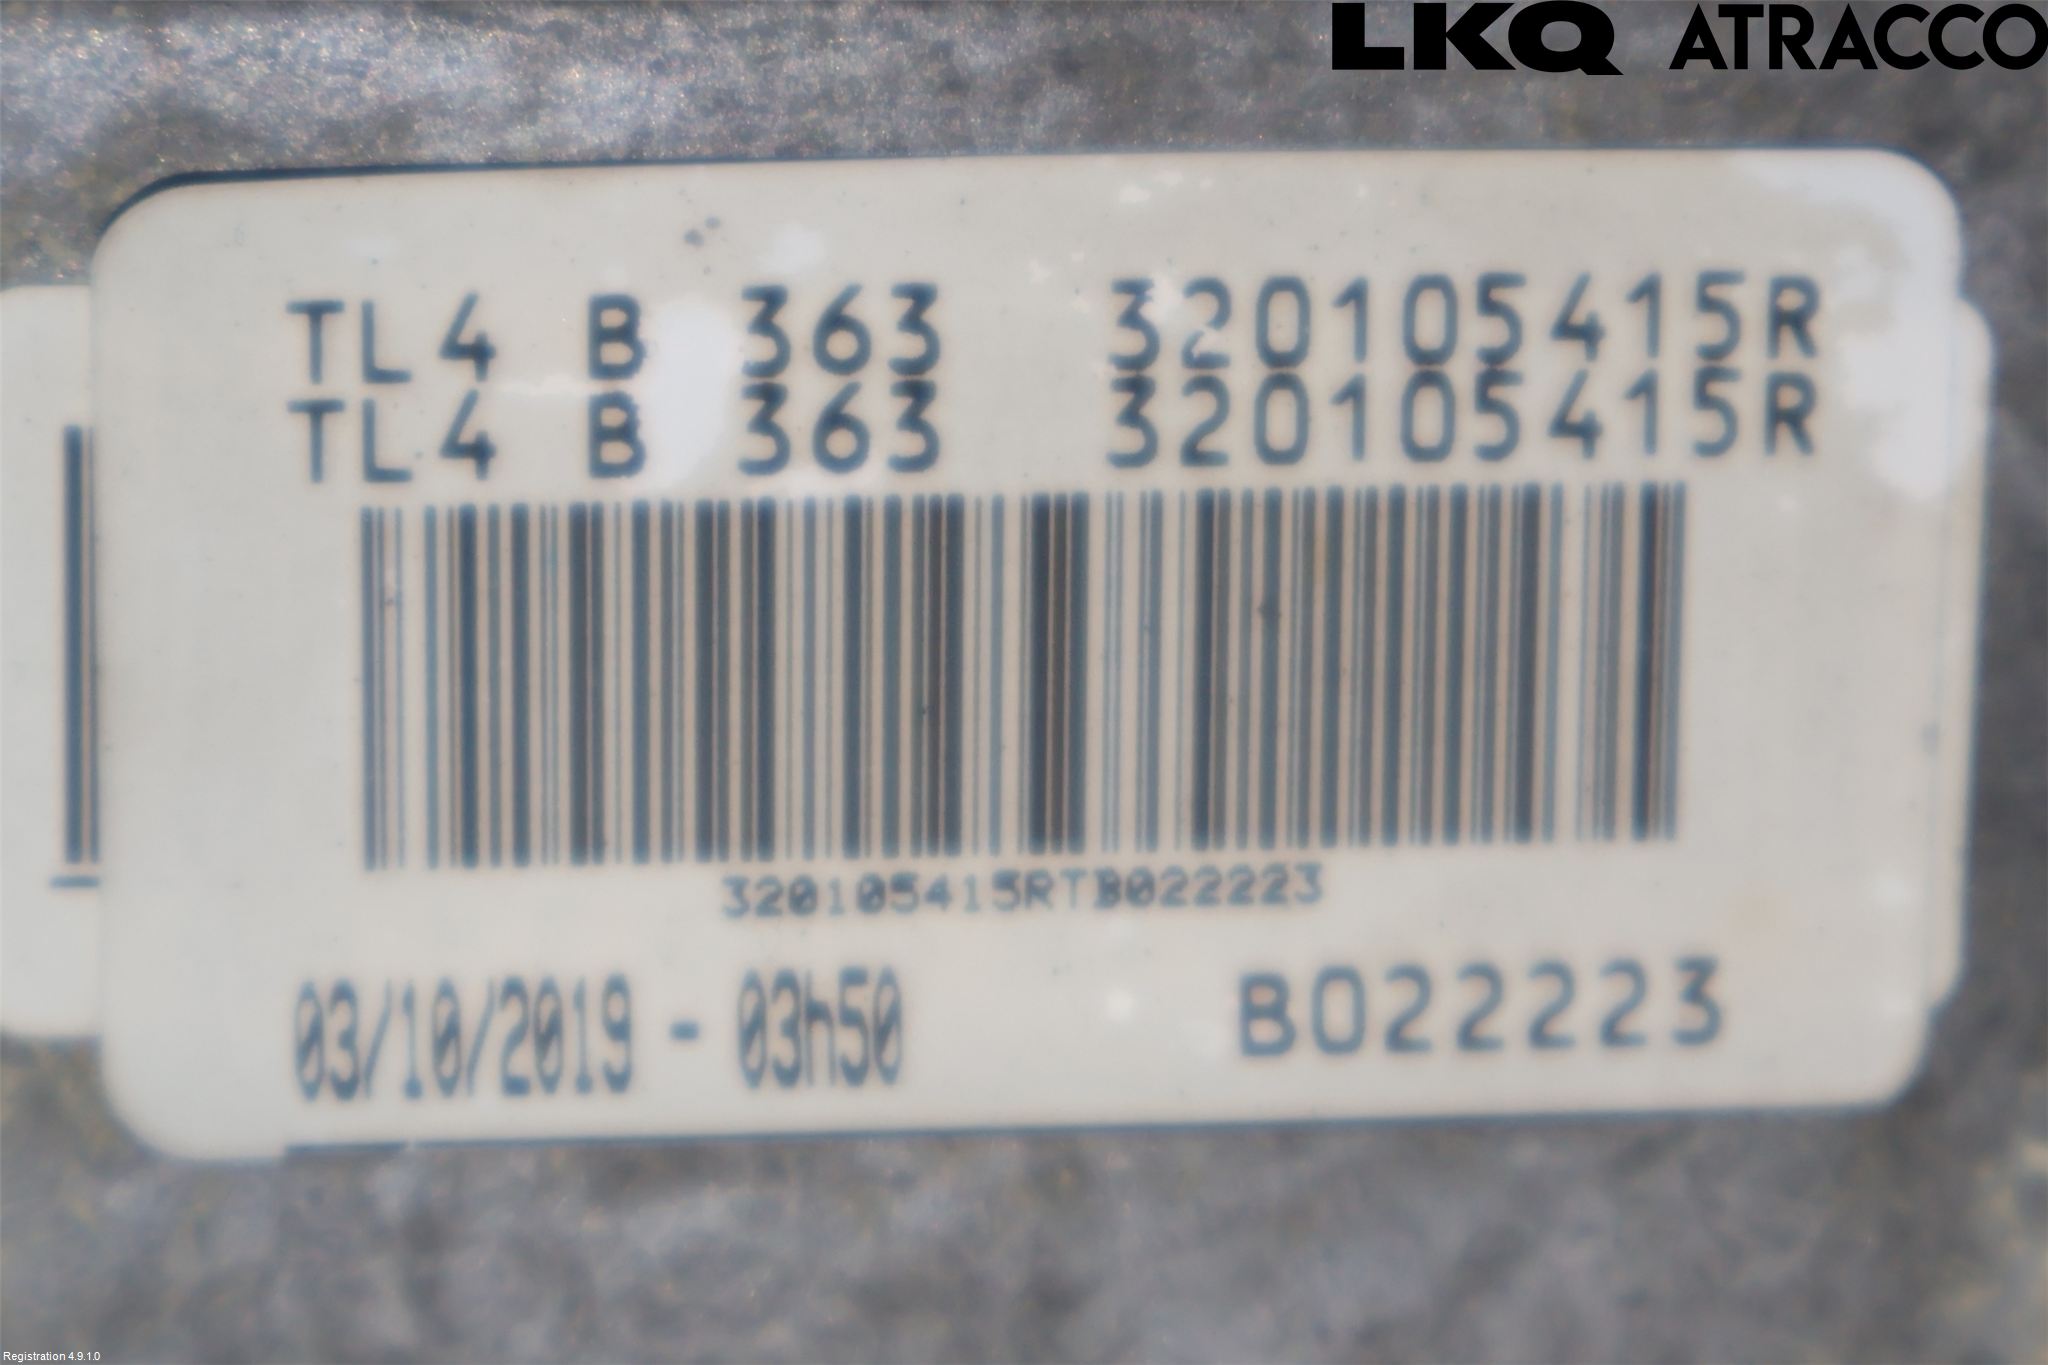 LKQ ATRACCO
TL4 B 363 320105415R
TL4 B 363 320105415R
320105415RTB022223
03/10/2019 - 03h50 B022223
Registration 4.9.1.0